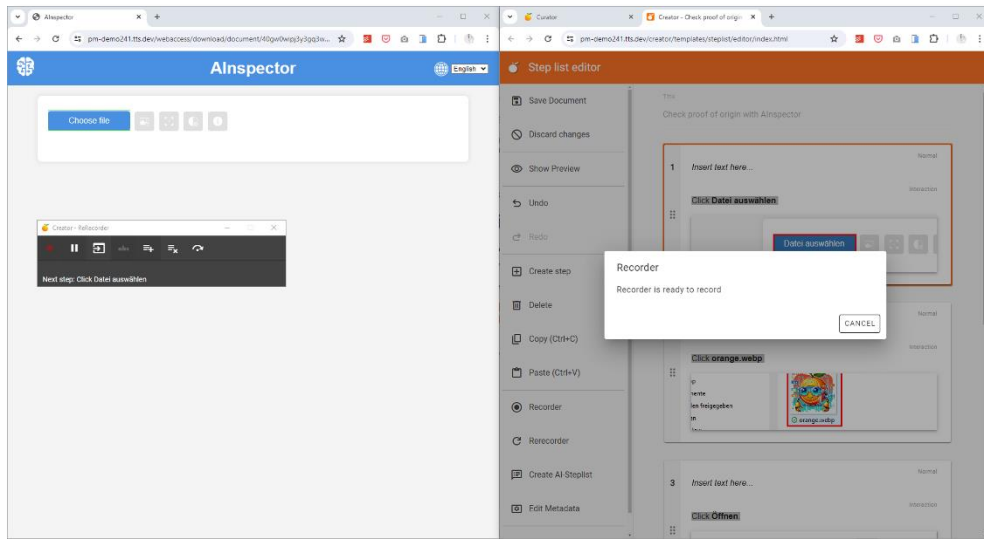 AInspector
pm-demo241.tts.dev/webaccess/download/document/40gw0wipj3y3gq3w...
AInspector
English
Choose file
Creator - ReRecorder
Next step: Click Datei auswählen
Curator
Creator - Check proof of origin
pm-demo241.tts.dev/creator/templates/steplist/editor/index.html
Step list editor
Save Document
Discard changes
Show Preview
Undo
Redo
Create step
Delete
Copy (Ctrl+C)
Paste (Ctrl+V)
Recorder
Rerecorder
Create AI-Steplist
Edit Metadata
Title
Check proof of origin with AInspector
Normal
1 Insert text here...
Interaction
Click Datei auswählen
Datei auswählen
Recorder
Recorder is ready to record
CANCEL
Normal
Interaction
Click orange.webp
nente
en freigegeben
orange.webp
Normal
3 Insert text here...
Interaction
Click Öffnen